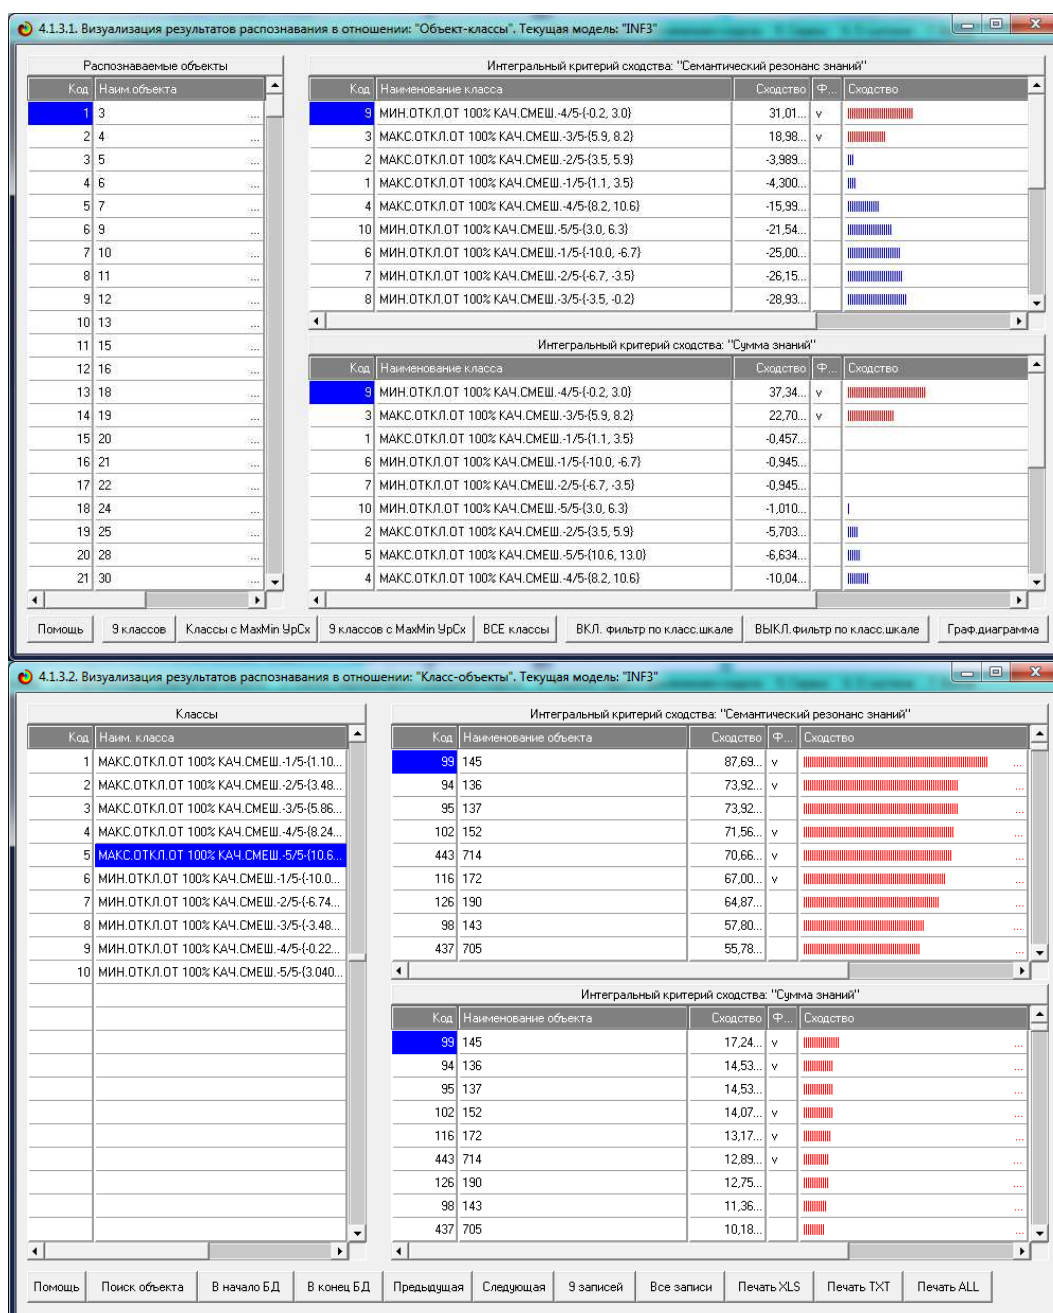 4.1.3.1. Визуализация результатов распознавания в отношении: "Объект-классы". Текущая модель: "INF3"
Распознаваемые объекты
Код Наим.объекта
1 3 ...
2 4 ...
3 5 ...
4 6 ...
5 7 ...
6 9 ...
7 10 ...
8 11 ...
9 12 ...
10 13 ...
11 15 ...
12 16 ...
13 18 ...
14 19 ...
15 20 ...
16 21 ...
17 22 ...
18 24 ...
19 25 ...
20 28 ...
21 30 ...
Интегральный критерий сходства: "Семантический резонанс знаний"
Код Наименование класса Сходство Ф... Сходство
9 МИН.ОТКЛ.ОТ 100% КАЧ.СМЕШ.-4/5-{-0.2, 3.0} 31,01... v
3 МАКС.ОТКЛ.ОТ 100% КАЧ.СМЕШ.-3/5-{5.9, 8.2} 18,98... v
2 МАКС.ОТКЛ.ОТ 100% КАЧ.СМЕШ.-2/5-{3.5, 5.9} -3,989...
1 МАКС.ОТКЛ.ОТ 100% КАЧ.СМЕШ.-1/5-{1.1, 3.5} -4,300...
4 МАКС.ОТКЛ.ОТ 100% КАЧ.СМЕШ.-4/5-{8.2, 10.6} -15,99...
10 МИН.ОТКЛ.ОТ 100% КАЧ.СМЕШ.-5/5-{3.0, 6.3} -21,54...
6 МИН.ОТКЛ.ОТ 100% КАЧ.СМЕШ.-1/5-{-10.0, -6.7} -25,00...
7 МИН.ОТКЛ.ОТ 100% КАЧ.СМЕШ.-2/5-{-6.7, -3.5} -26,15...
8 МИН.ОТКЛ.ОТ 100% КАЧ.СМЕШ.-3/5-{-3.5, -0.2} -28,93...
Интегральный критерий сходства: "Сумма знаний"
Код Наименование класса Сходство Ф... Сходство
9 МИН.ОТКЛ.ОТ 100% КАЧ.СМЕШ.-4/5-{-0.2, 3.0} 37,34... v
3 МАКС.ОТКЛ.ОТ 100% КАЧ.СМЕШ.-3/5-{5.9, 8.2} 22,70... v
1 МАКС.ОТКЛ.ОТ 100% КАЧ.СМЕШ.-1/5-{1.1, 3.5} -0,457...
6 МИН.ОТКЛ.ОТ 100% КАЧ.СМЕШ.-1/5-{-10.0, -6.7} -0,945...
7 МИН.ОТКЛ.ОТ 100% КАЧ.СМЕШ.-2/5-{-6.7, -3.5} -0,945...
10 МИН.ОТКЛ.ОТ 100% КАЧ.СМЕШ.-5/5-{3.0, 6.3} -1,010...
2 МАКС.ОТКЛ.ОТ 100% КАЧ.СМЕШ.-2/5-{3.5, 5.9} -5,703...
5 МАКС.ОТКЛ.ОТ 100% КАЧ.СМЕШ.-5/5-{10.6, 13.0} -6,634...
4 МАКС.ОТКЛ.ОТ 100% КАЧ.СМЕШ.-4/5-{8.2, 10.6} -10,04...
Помощь 9 классов Классы с MaxMin УрСх 9 классов с MaxMin УрСх ВСЕ классы ВКЛ. фильтр по класс.шкале ВЫКЛ.фильтр по класс.шкале Граф.диаграмма
4.1.3.2. Визуализация результатов распознавания в отношении: "Класс-объекты". Текущая модель: "INF3"
Классы
Код Наим. класса
1 МАКС.ОТКЛ.ОТ 100% КАЧ.СМЕШ.-1/5-{1.10...
2 МАКС.ОТКЛ.ОТ 100% КАЧ.СМЕШ.-2/5-{3.48...
3 МАКС.ОТКЛ.ОТ 100% КАЧ.СМЕШ.-3/5-{5.86...
4 МАКС.ОТКЛ.ОТ 100% КАЧ.СМЕШ.-4/5-{8.24...
5 МАКС.ОТКЛ.ОТ 100% КАЧ.СМЕШ.-5/5-{10.6...
6 МИН.ОТКЛ.ОТ 100% КАЧ.СМЕШ.-1/5-{-10.0...
7 МИН.ОТКЛ.ОТ 100% КАЧ.СМЕШ.-2/5-{-6.74...
8 МИН.ОТКЛ.ОТ 100% КАЧ.СМЕШ.-3/5-{-3.48...
9 МИН.ОТКЛ.ОТ 100% КАЧ.СМЕШ.-4/5-{-0.22...
10 МИН.ОТКЛ.ОТ 100% КАЧ.СМЕШ.-5/5-{3.040...
Интегральный критерий сходства: "Семантический резонанс знаний"
Код Наименование объекта Сходство Ф... Сходство
99 145 87,69... v ...
94 136 73,92... v ...
95 137 73,92... ...
102 152 71,56... v ...
443 714 70,66... v ...
116 172 67,00... v ...
126 190 64,87... ...
98 143 57,80... ...
437 705 55,78... ...
Интегральный критерий сходства: "Сумма знаний"
Код Наименование объекта Сходство Ф... Сходство
99 145 17,24... v ...
94 136 14,53... v ...
95 137 14,53... ...
102 152 14,07... v ...
116 172 13,17... v ...
443 714 12,89... v ...
126 190 12,75... ...
98 143 11,36... ...
437 705 10,18... ...
Помощь Поиск объекта В начало БД В конец БД Предыдущая Следующая 9 записей Все записи Печать XLS Печать TXT Печать ALL